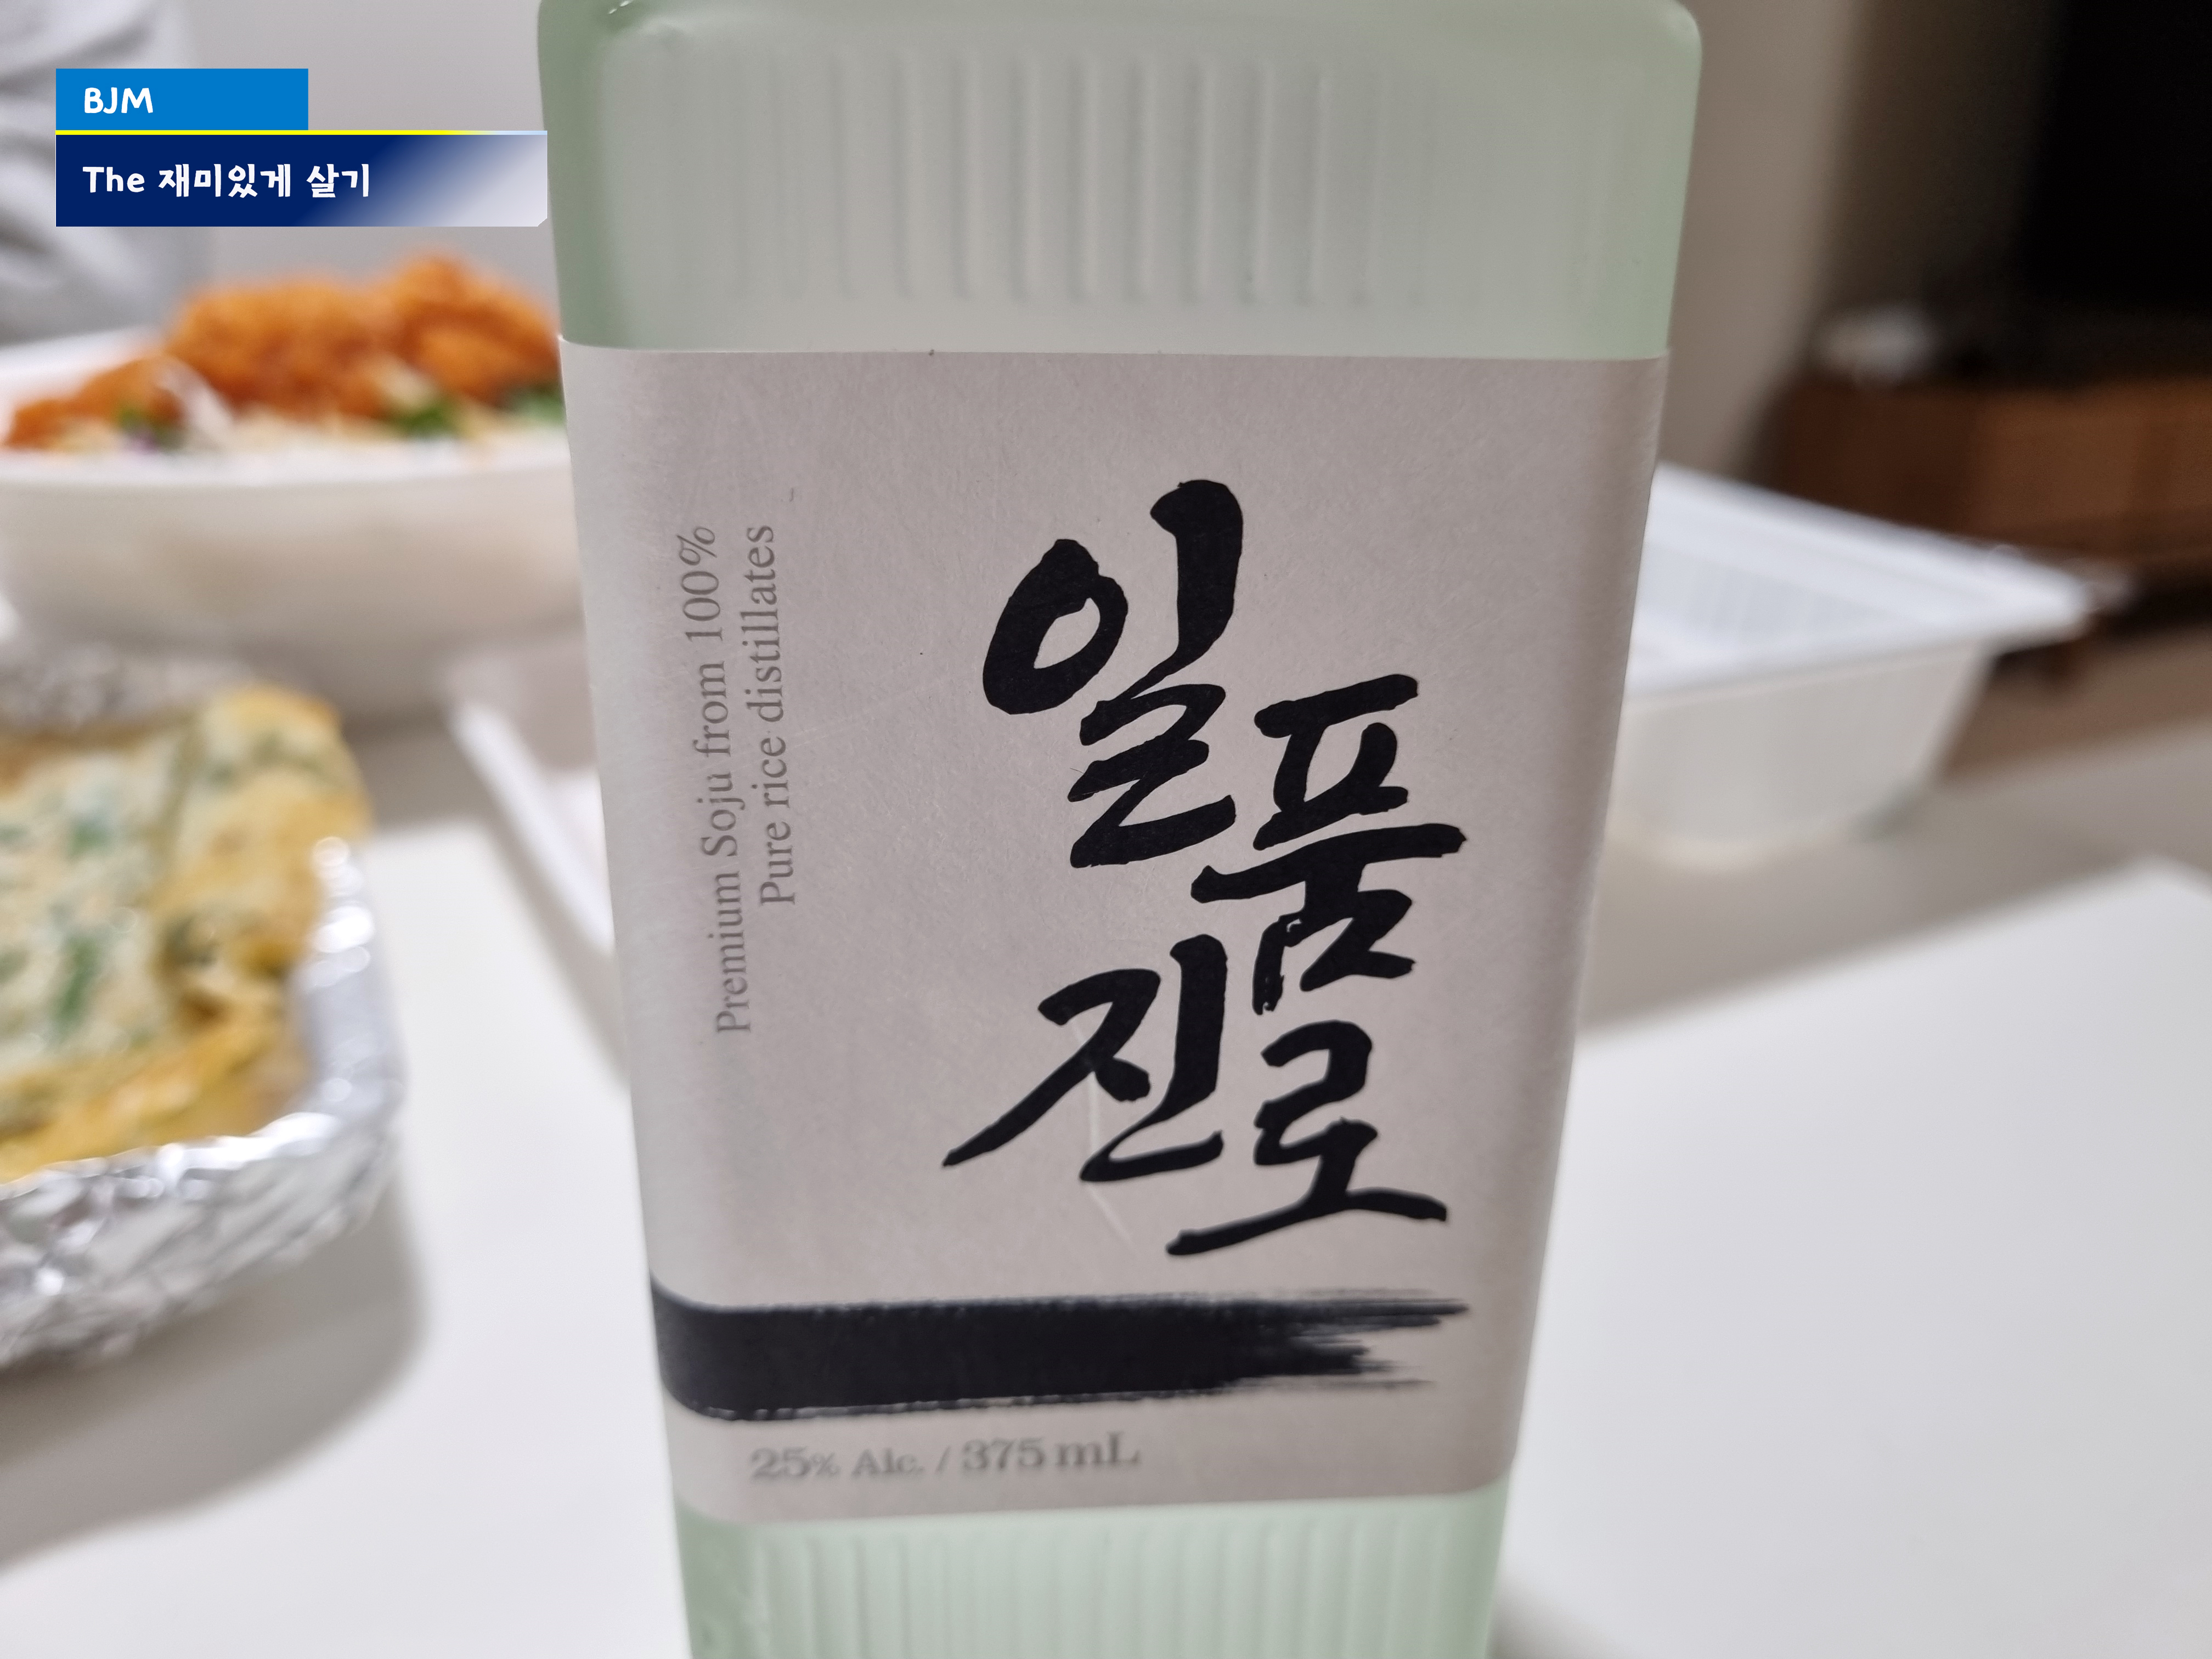 BJM
The 재미있게 살기
Premium Soju from 100%
Pure rice distillates
일품
진로
25% Alc. / 375 mL